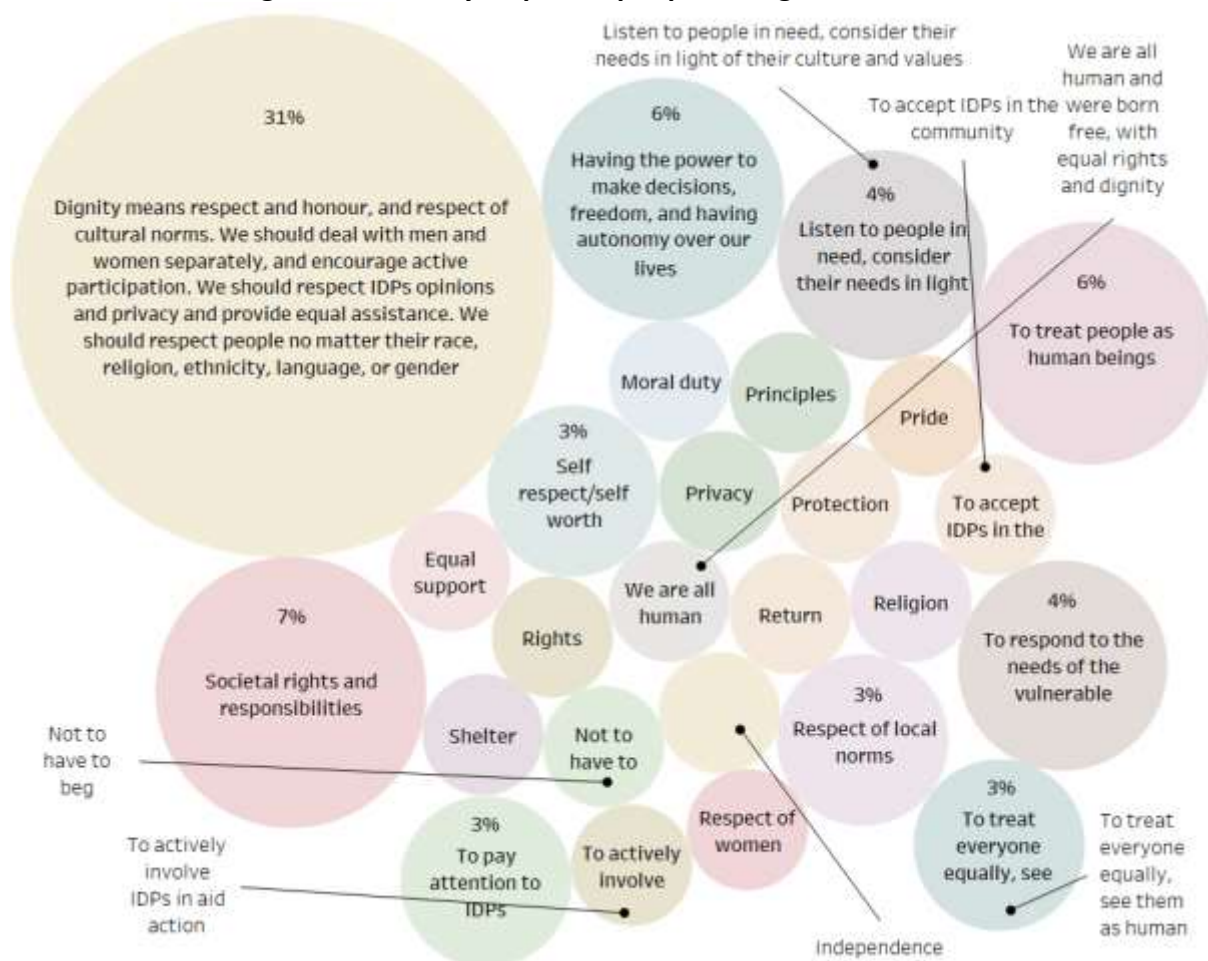 Listen to people in need, consider their
needs in light of their culture and values
We are all
human and
were born
free, with
equal rights
and dignity
To accept IDPs in the
community
31%
Dignity means respect and honour, and respect of
cultural norms. We should deal with men and
women separately, and encourage active
participation. We should respect IDPs opinions
and privacy and provide equal assistance. We
should respect people no matter their race,
religion, ethnicity, language, or gender
6%
Having the power to
make decisions,
freedom, and having
autonomy over our
lives
4%
Listen to people in
need, consider
their needs in light
6%
To treat people as
human beings
Moral duty
Principles
Pride
3%
Self
respect/self
worth
Privacy
Protection
To accept
IDPs in the
Equal
support
We are all
human
Return
Religion
Rights
7%
Societal rights and
responsibilities
4%
To respond to the
needs of the
vulnerable
Shelter
Not to
have to
3%
Respect of local
norms
Not to
have to
beg
3%
To pay
attention to
IDPs
To actively
involve
Respect of
women
3%
To treat
everyone
equally, see
To treat
everyone
equally,
see them
as human
To actively
involve
IDPs in aid
action
Independence